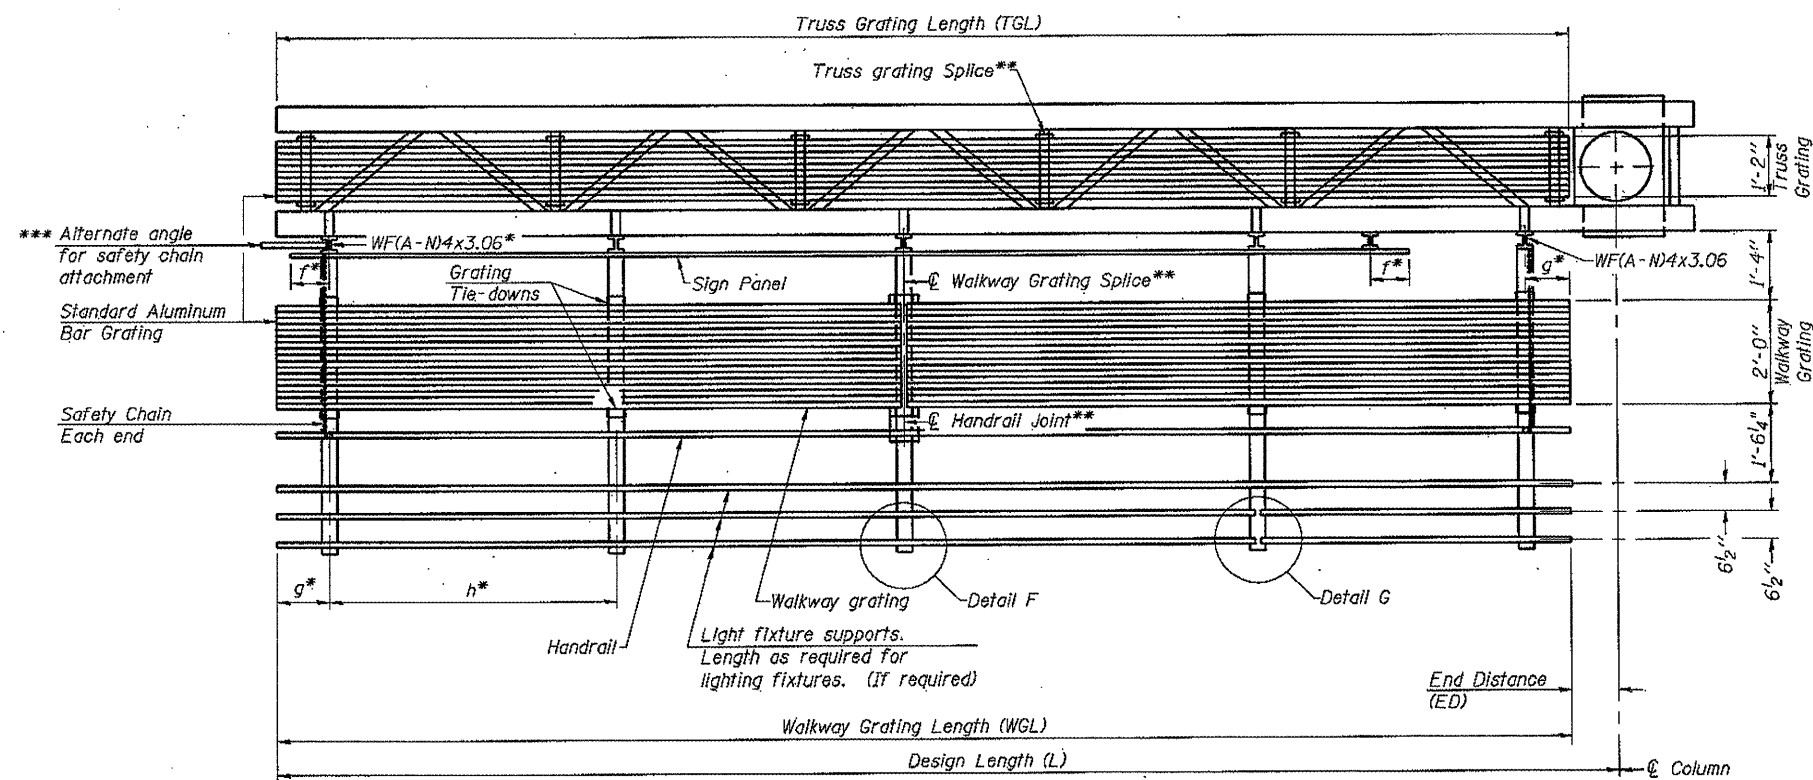 Truss Grating Length (TGL)
Truss grating Splice**
1'-2"
Truss
Grating
*** Alternate angle
for safety chain
attachment
WF(A-N)4x3.06*
f*
Grating
Tie-downs
Sign Panel
℄ Walkway Grating Splice**
f*
g*
WF(A-N)4x3.06
1'-4"
Standard Aluminum
Bar Grating
2'-0"
Walkway
Grating
Safety Chain
Each end
℄ Handrail Joint**
1'-6¼"
6½"
6½"
g*
h*
Walkway grating
Detail F
Detail G
Handrail
Light fixture supports.
Length as required for
lighting fixtures. (If required)
End Distance
(ED)
Walkway Grating Length (WGL)
Design Length (L)
℄ Column